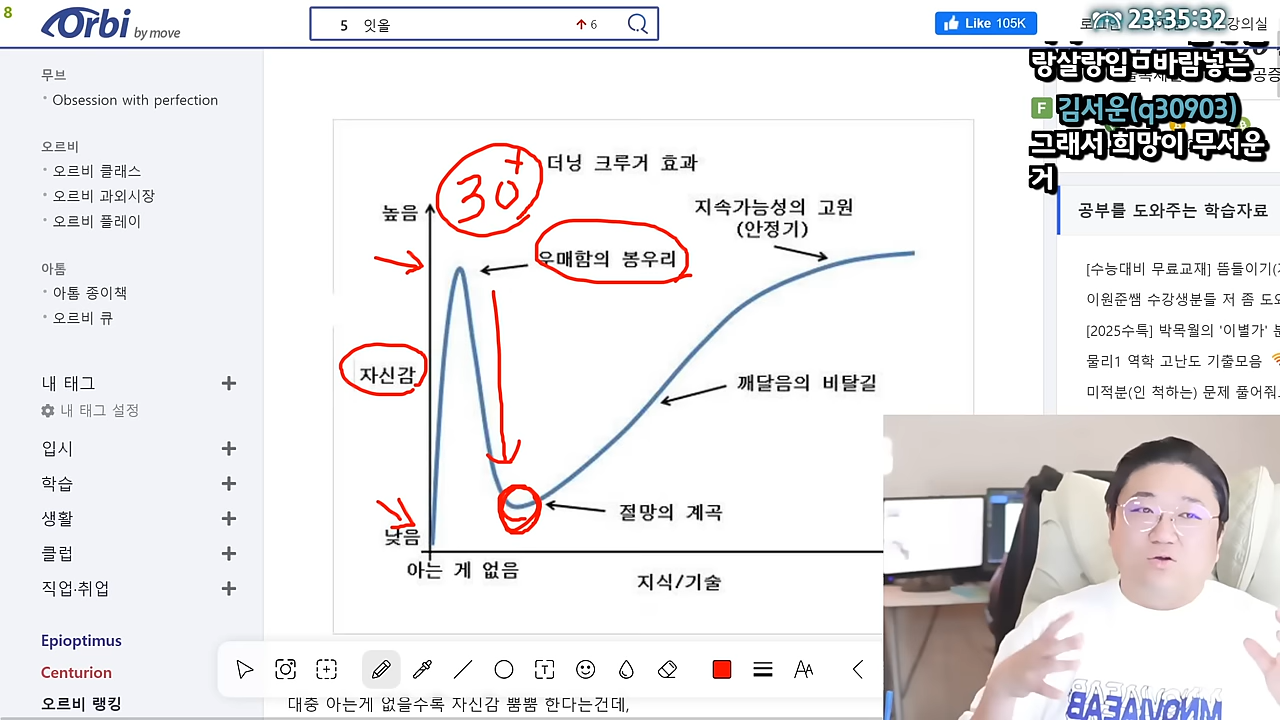 8
Orbi by move
5 잇올 6
Like 105K
23:35:32
강의실
랑살랑입ㅁ바람넣는
F 김서운(q30903)
그래서 희망이 무서운
거
무브
Obsession with perfection
오르비
오르비 클래스
오르비 과외시장
오르비 플레이
아톰
아톰 종이책
오르비 큐
내 태그
내 태그 설정
입시
학습
생활
클럽
직업·취업
Epioptimus
Centurion
오르비 랭킹
30+
더닝 크루거 효과
높음
지속가능성의 고원
(안정기)
우매함의 봉우리
자신감
깨달음의 비탈길
절망의 계곡
낮음
아는 게 없음
지식/기술
대충 아는게 없을수록 자신감 뿜뿜 한다는건데,
공부를 도와주는 학습자료
[수능대비 무료교재] 뜸들이기(
이원준쌤 수강생분들 저 좀 도
[2025수특] 박목월의 '이별가' 분
물리1 역학 고난도 기출모음
미적분(인 척하는) 문제 풀어줘..